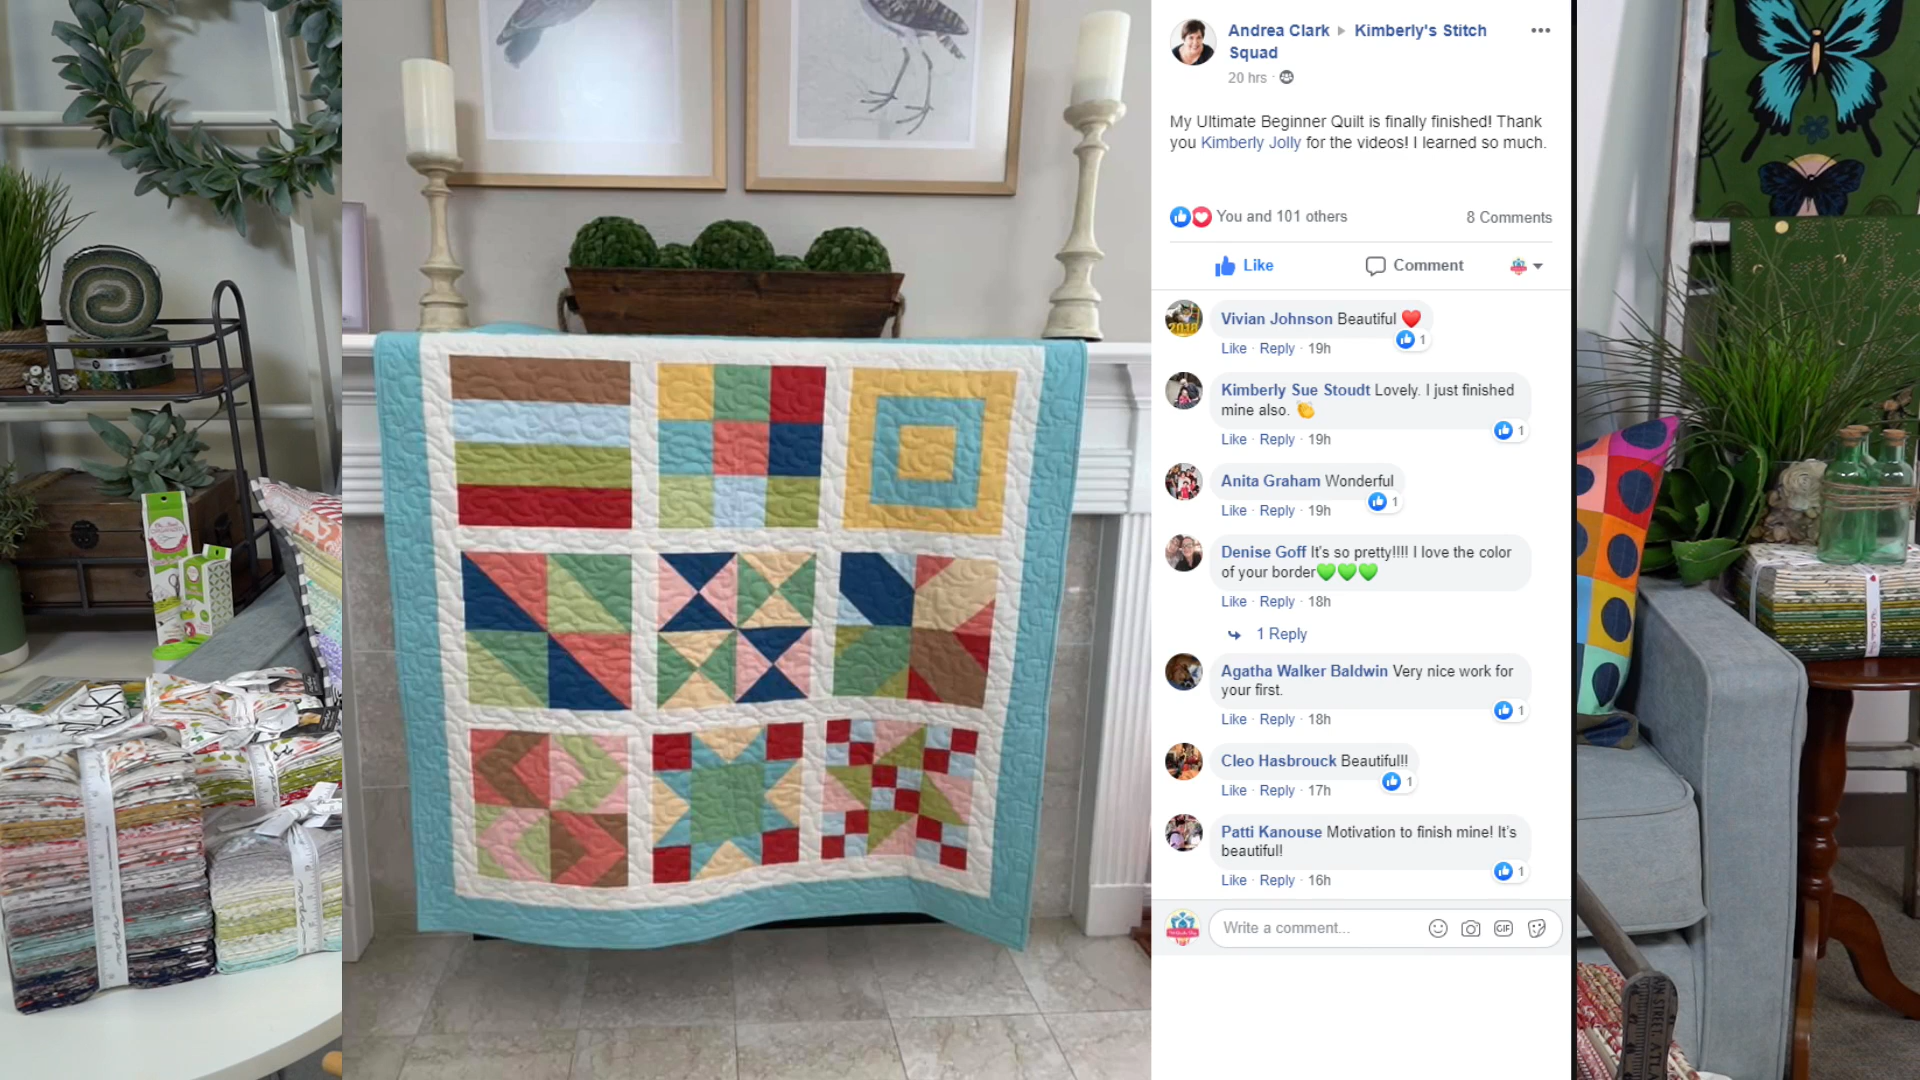 Andrea Clark ▸ Kimberly's Stitch
Squad
20 hrs ·
My Ultimate Beginner Quilt is finally finished! Thank
you Kimberly Jolly for the videos! I learned so much.
You and 101 others
8 Comments
Like
Comment
Vivian Johnson Beautiful ❤️
1
Like · Reply · 19h
Kimberly Sue Stoudt Lovely. I just finished
mine also. 👏
1
Like · Reply · 19h
Anita Graham Wonderful
1
Like · Reply · 19h
Denise Goff It's so pretty!!!! I love the color
of your border💚💚💚
Like · Reply · 18h
1 Reply
Agatha Walker Baldwin Very nice work for
your first.
1
Like · Reply · 18h
Cleo Hasbrouck Beautiful!!
1
Like · Reply · 17h
Patti Kanouse Motivation to finish mine! It's
beautiful!
1
Like · Reply · 16h
Write a comment...
GIF
2018
moda